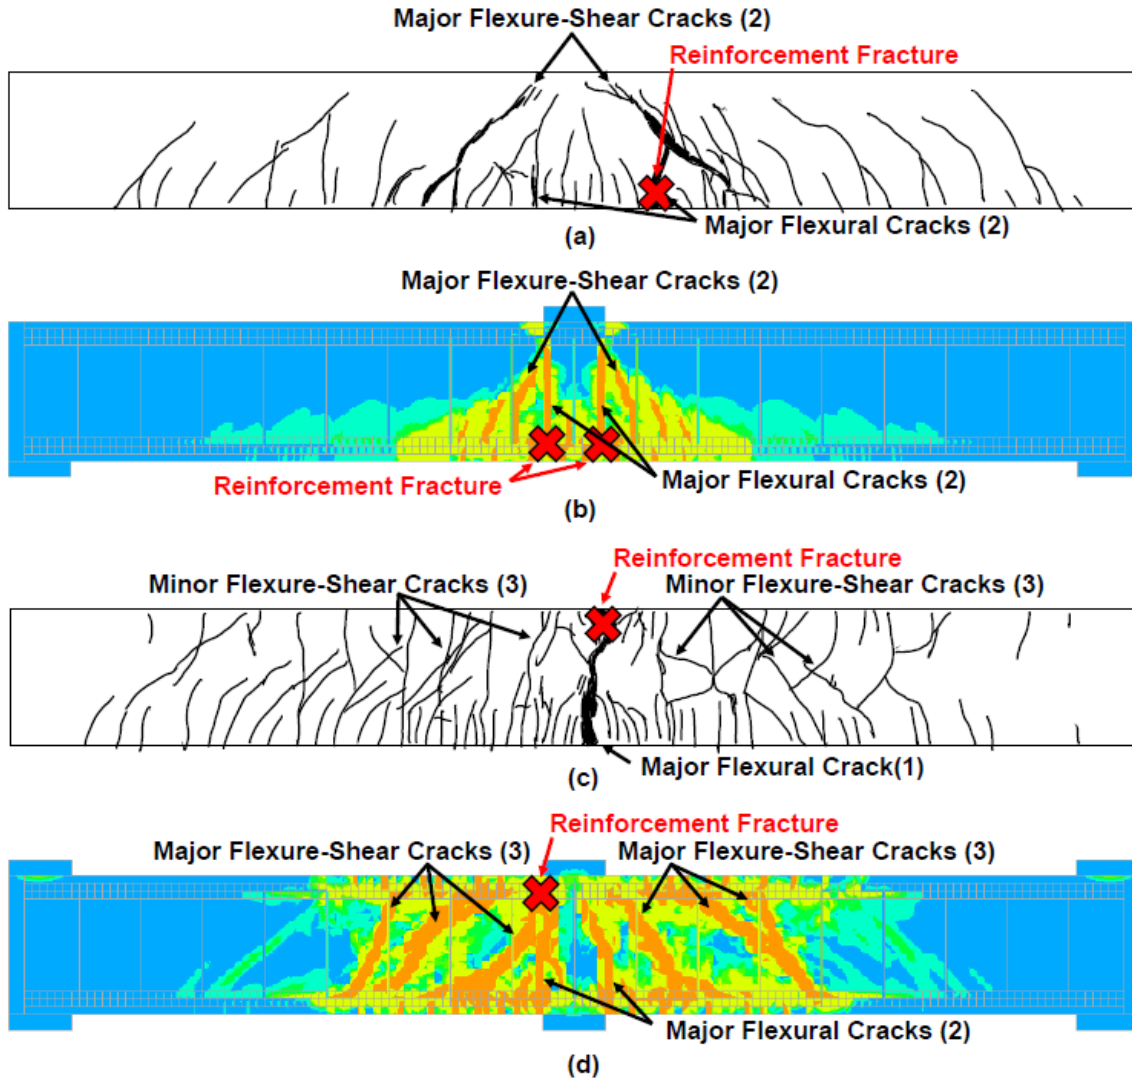 Major Flexure-Shear Cracks (2)
Reinforcement Fracture
Major Flexural Cracks (2)
(a)
Major Flexure-Shear Cracks (2)
Reinforcement Fracture
Major Flexural Cracks (2)
(b)
Reinforcement Fracture
Minor Flexure-Shear Cracks (3)
Minor Flexure-Shear Cracks (3)
Major Flexural Crack(1)
(c)
Reinforcement Fracture
Major Flexure-Shear Cracks (3)
Major Flexure-Shear Cracks (3)
Major Flexural Cracks (2)
(d)